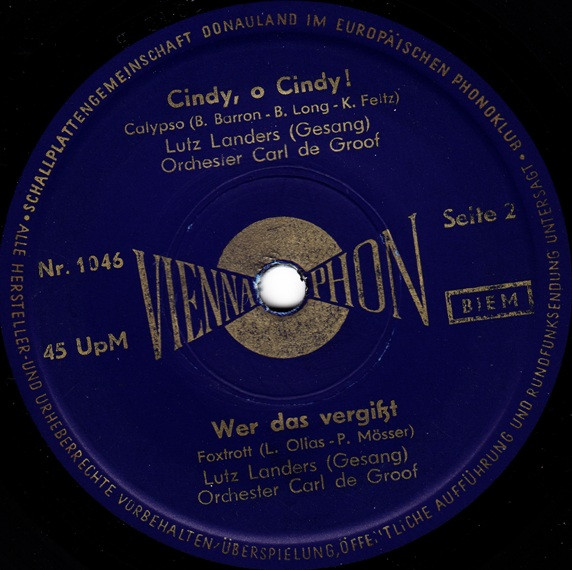 SCHALLPLATTENGEMEINSCHAFT DONAULAND IM EUROPÄISCHEN PHONOKLUB •
ALLE HERSTELLER-UND URHEBERRECHTE VORBEHALTEN/ÜBERSPIELUNG, ÖFFENTLICHE AUFFÜHRUNG UND RUNDFUNKSENDUNG UNTERSAGT •
Cindy, o Cindy!
Calypso (B. Barron - B. Long - K. Feltz)
Lutz Landers (Gesang)
Orchester Carl de Groof
Seite 2
Nr. 1046
VIENNAPHON
BIEM
45 UpM
Wer das vergißt
Foxtrott (L. Olias - P. Mösser)
Lutz Landers (Gesang)
Orchester Carl de Groof